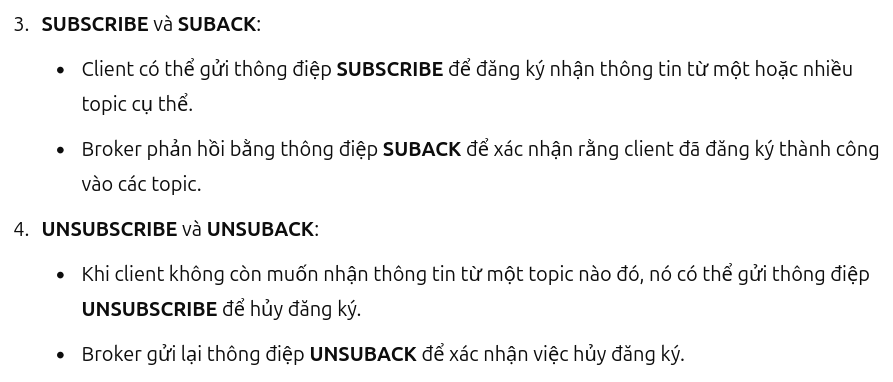 3. SUBSCRIBE và SUBACK:
• Client có thể gửi thông điệp SUBSCRIBE để đăng ký nhận thông tin từ một hoặc nhiều
topic cụ thể.
• Broker phản hồi bằng thông điệp SUBACK để xác nhận rằng client đã đăng ký thành công
vào các topic.
4. UNSUBSCRIBE và UNSUBACK:
• Khi client không còn muốn nhận thông tin từ một topic nào đó, nó có thể gửi thông điệp
UNSUBSCRIBE để hủy đăng ký.
• Broker gửi lại thông điệp UNSUBACK để xác nhận việc hủy đăng ký.